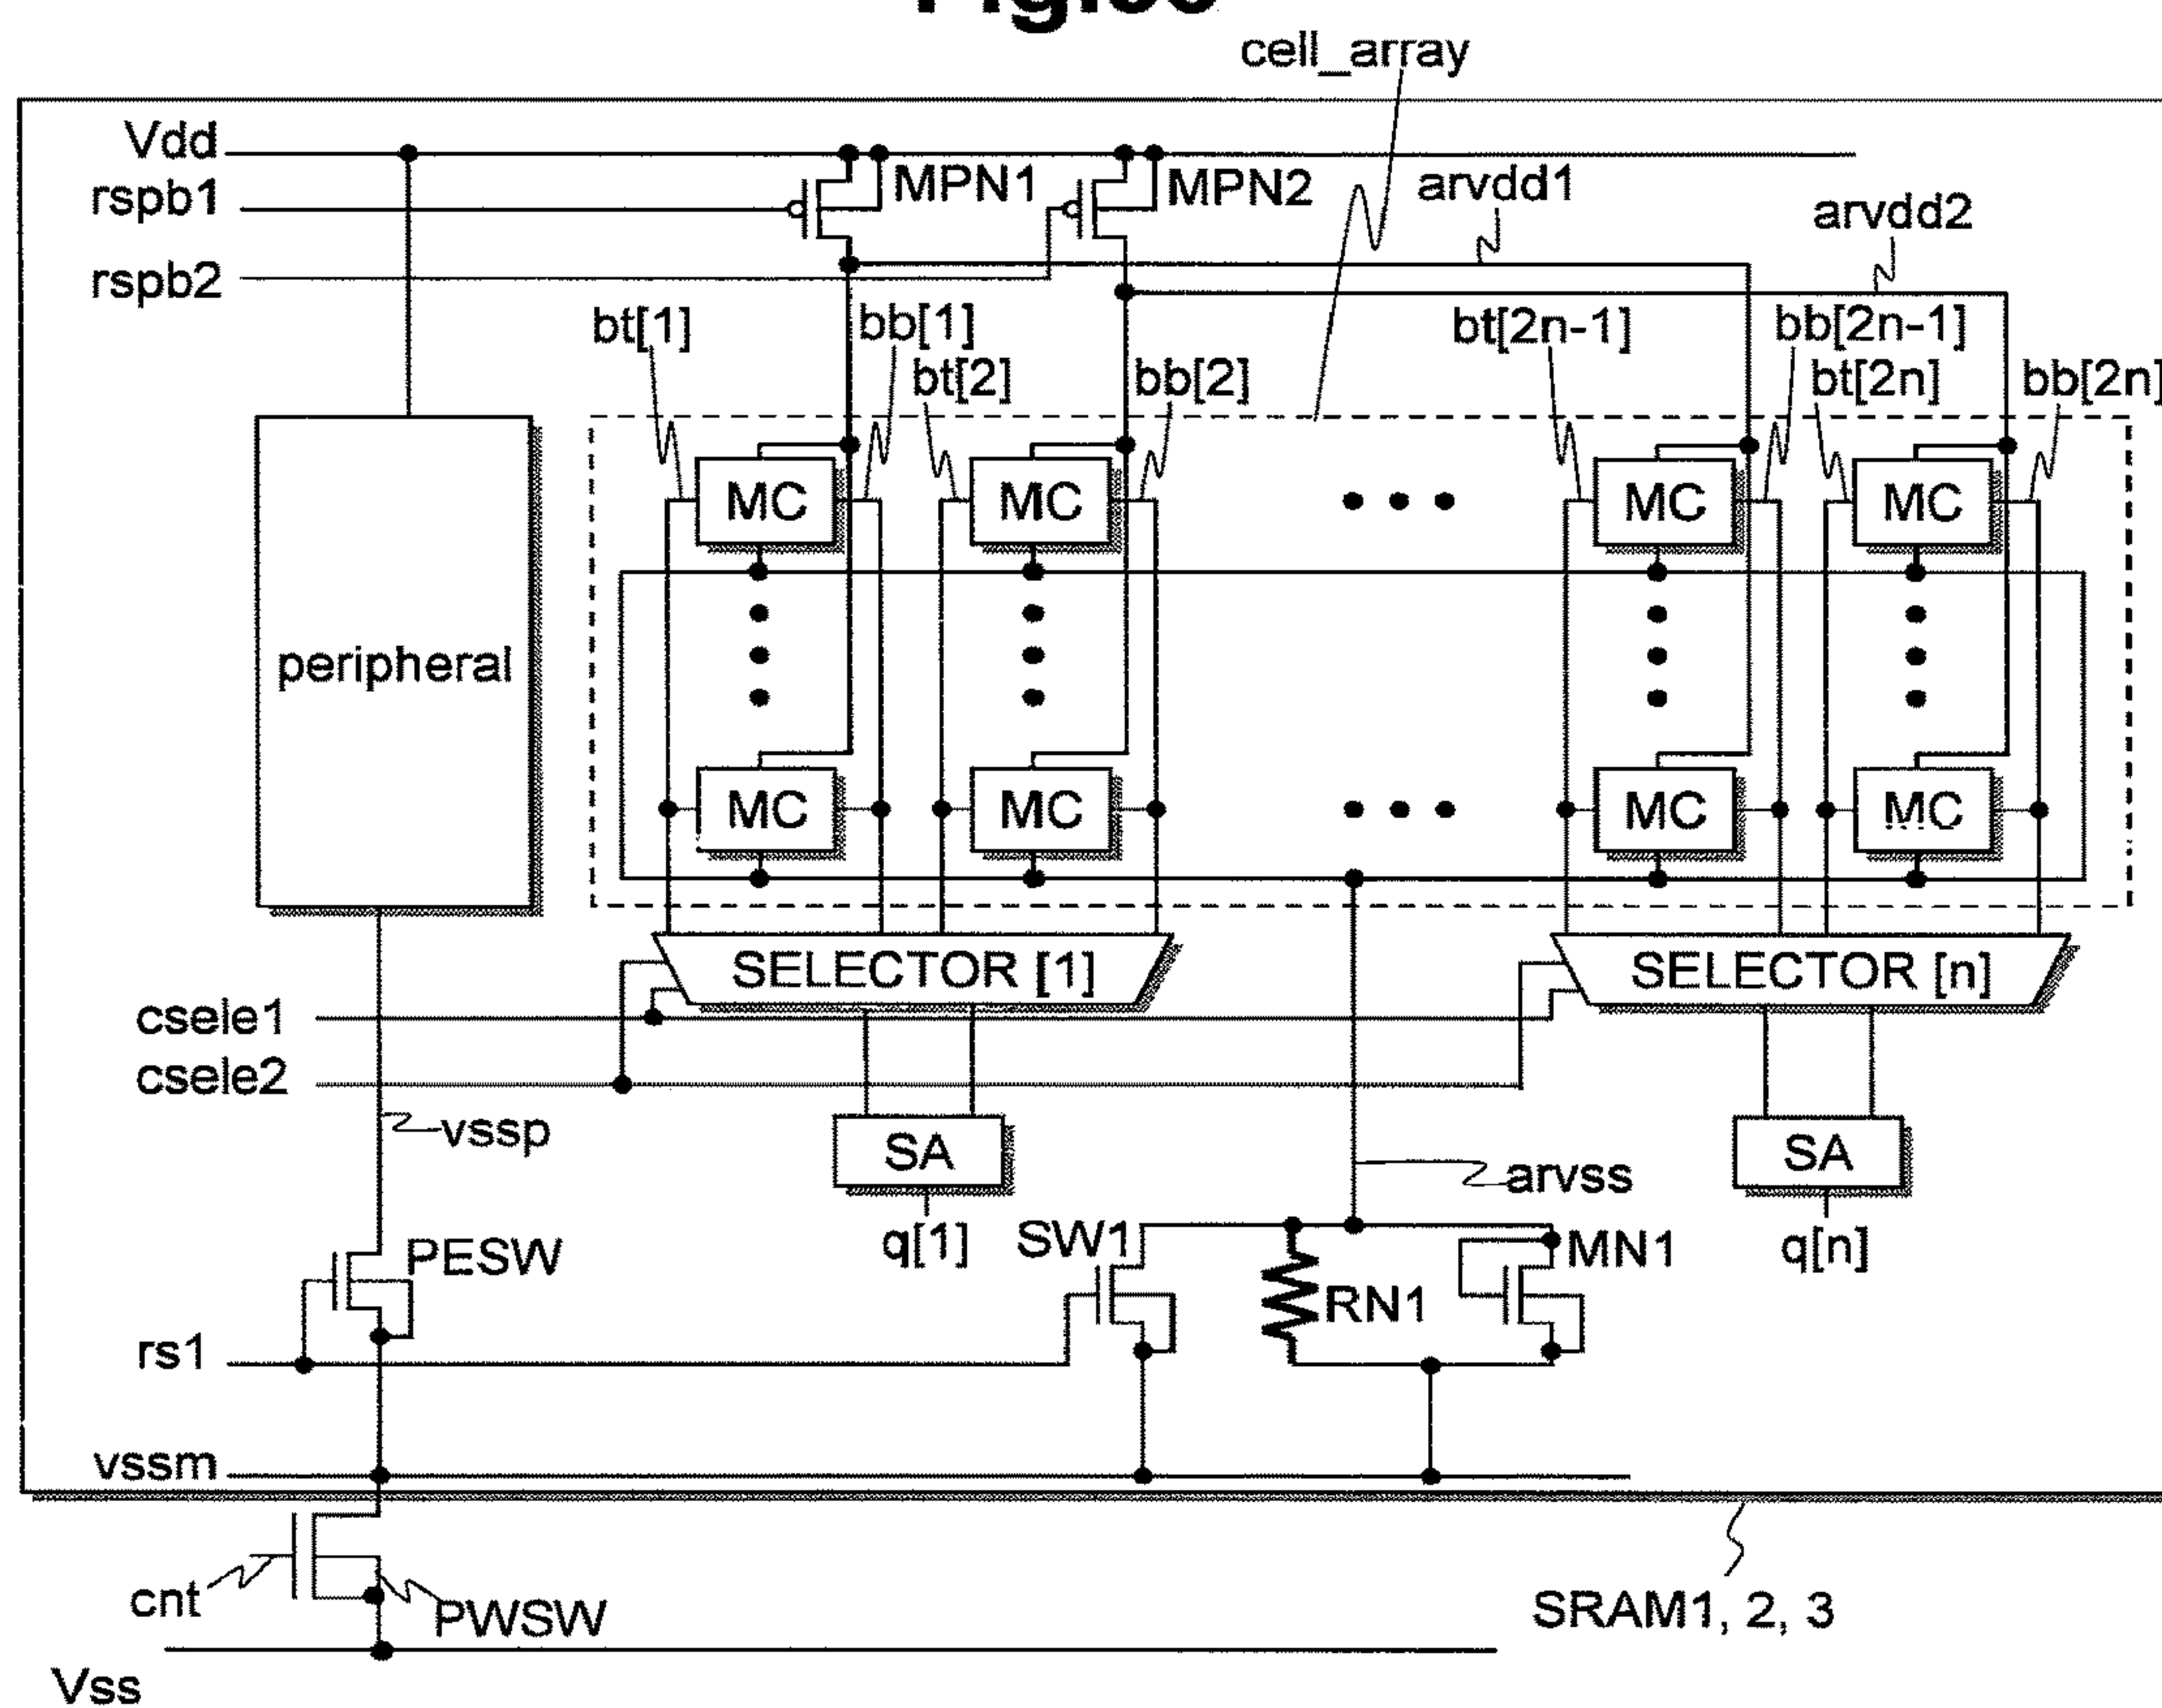 cell_array
Vdd
rspb1
MPN1
MPN2
arvdd1
arvdd2
rspb2
bt[1]
bb[1]
bt[2]
bb[2]
bt[2n-1]
bb[2n-1]
bt[2n]
bb[2n]
MC MC MC MC
peripheral
MC MC MC MC
SELECTOR [1]
SELECTOR [n]
csele1
csele2
vssp
SA
SA
arvss
q[1]
q[n]
PESW
SW1
RN1
MN1
rs1
vssm
cnt
PWSW
SRAM1, 2, 3
Vss